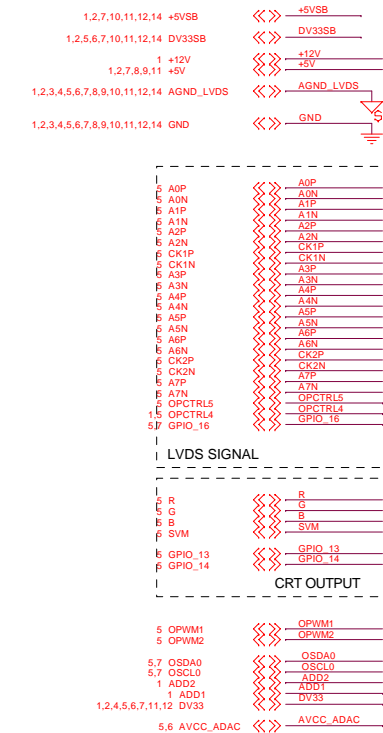 1,2,7,10,11,12,14 +5VSB +5VSB
1,2,5,6,7,10,11,12,14 DV33SB DV33SB
1 +12V +12V
1,2,7,8,9,11 +5V +5V
1,2,3,4,5,6,7,8,9,10,11,12,14 AGND_LVDS AGND_LVDS
S
1,2,3,4,5,6,7,8,9,10,11,12,14 GND GND
5 A0P A0P
5 A0N A0N
5 A1P A1P
5 A1N A1N
5 A2P A2P
5 A2N A2N
5 CK1P CK1P
5 CK1N CK1N
5 A3P A3P
5 A3N A3N
5 A4P A4P
5 A4N A4N
5 A5P A5P
5 A5N A5N
5 A6P A6P
5 A6N A6N
5 CK2P CK2P
5 CK2N CK2N
5 A7P A7P
5 A7N A7N
5 OPCTRL5 OPCTRL5
1,5 OPCTRL4 OPCTRL4
5,7 GPIO_16 GPIO_16
LVDS SIGNAL
5 R R
5 G G
5 B B
5 SVM SVM
5 GPIO_13 GPIO_13
5 GPIO_14 GPIO_14
CRT OUTPUT
5 OPWM1 OPWM1
5 OPWM2 OPWM2
5,7 OSDA0 OSDA0
5,7 OSCL0 OSCL0
1 ADD2 ADD2
1 ADD1 ADD1
1,2,4,5,6,7,11,12 DV33 DV33
5,6 AVCC_ADAC AVCC_ADAC